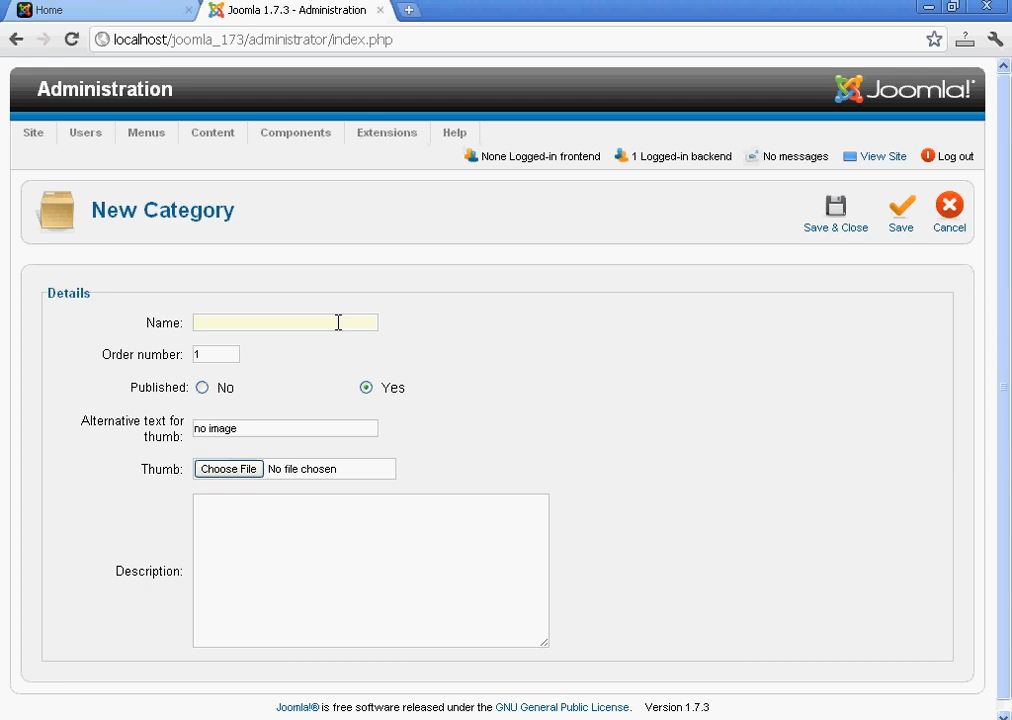 Home
Joomla 1.7.3 - Administration
localhost/joomla_173/administrator/index.php
Administration
Joomla!
Site Users Menus Content Components Extensions Help
None Logged-in frontend 1 Logged-in backend No messages View Site Log out
New Category
Save & Close Save Cancel
Details
Name:
Order number: 1
Published: No Yes
Alternative text for
thumb: no image
Thumb: Choose File No file chosen
Description:
Joomla!® is free software released under the GNU General Public License. Version 1.7.3